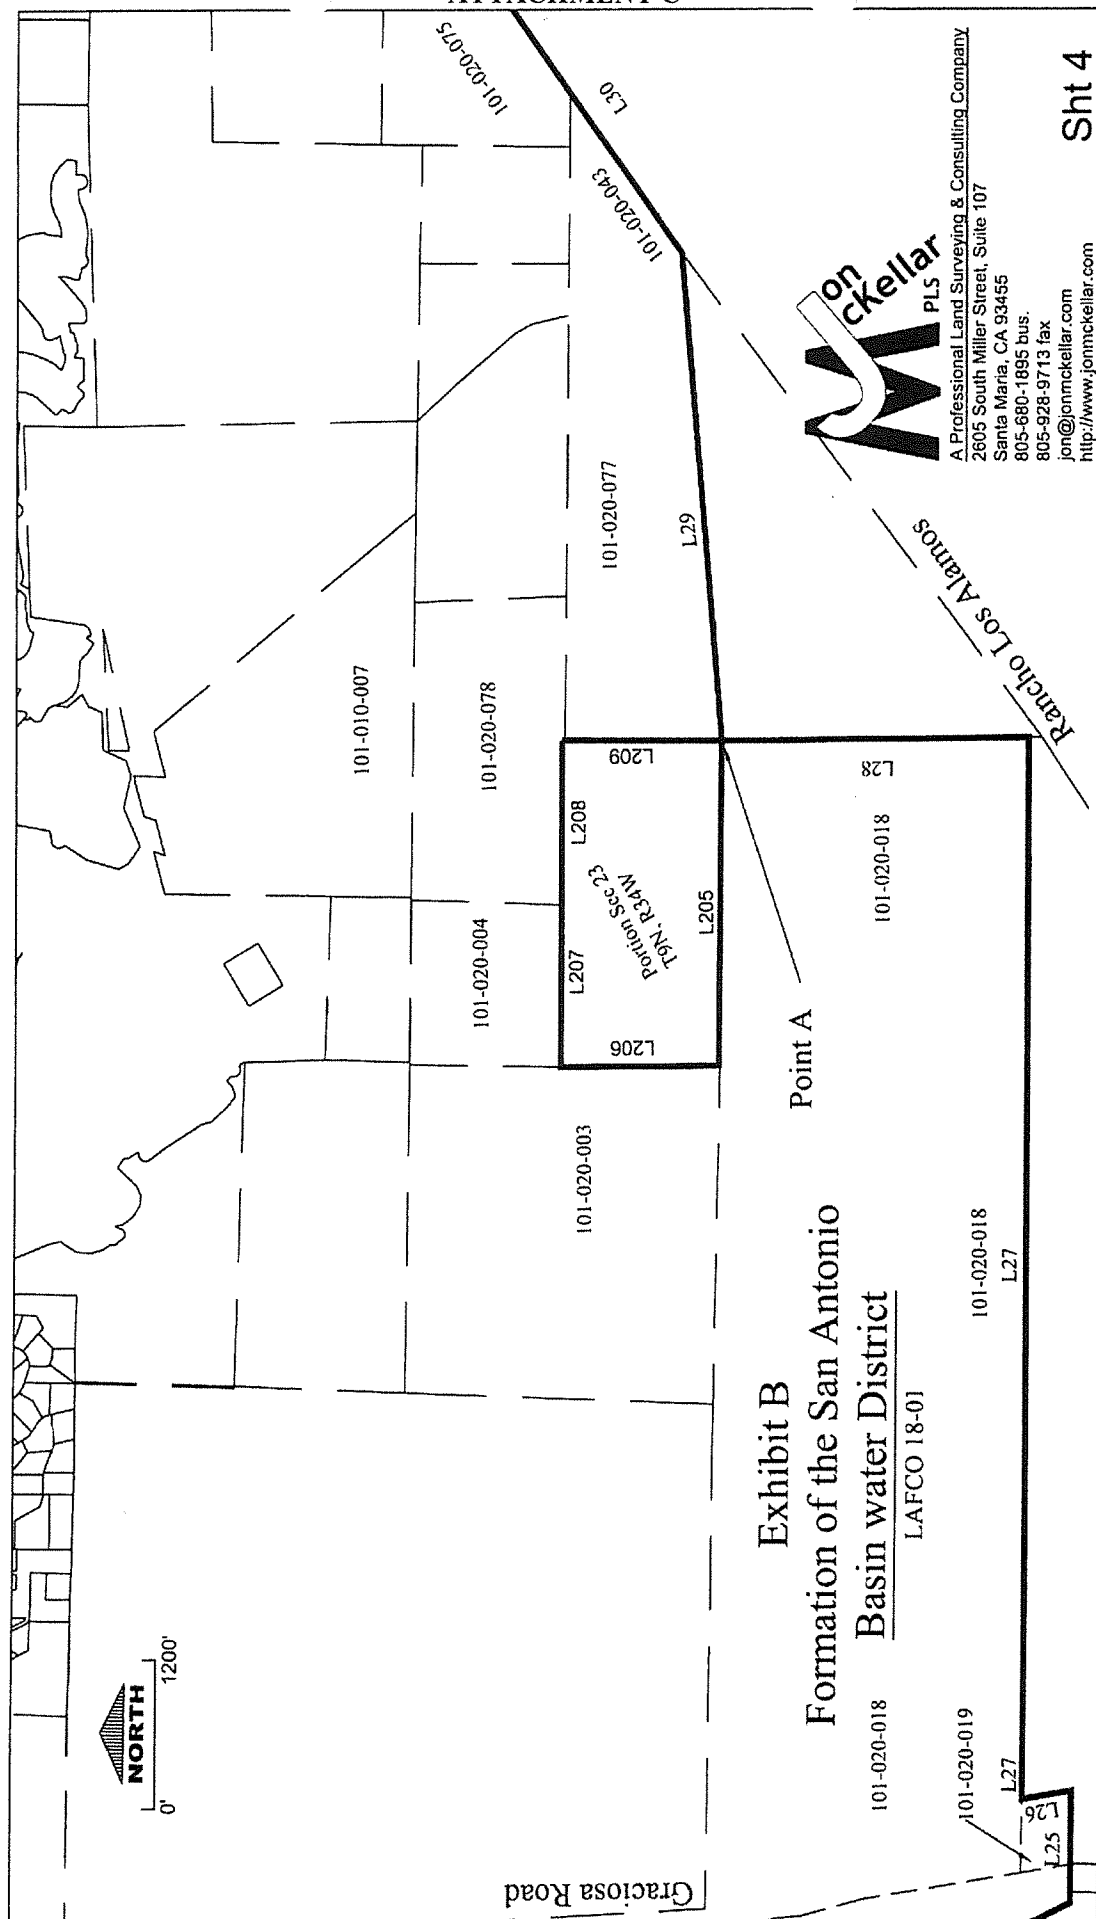 ATTACHMENT C
101-020-075
L30
101-020-043
101-020-077
L29
Rancho Los Alamos
101-010-007
101-020-078
L209
L208
L28
101-020-018
Portion Sec 23
T9N, R34W
L205
L207
101-020-004
L206
Point A
101-020-003
101-020-018
L27
Exhibit B
Formation of the San Antonio
Basin water District
LAFCO 18-01
NORTH
0' 1200'
101-020-018
101-020-019
L27
L26
L25
Graciosa Road
Jon
McKellar
PLS
A Professional Land Surveying & Consulting Company
2605 South Miller Street, Suite 107
Santa Maria, CA 93455
805-680-1895 bus.
805-928-9713 fax
jon@jonmckellar.com
http://www.jonmckellar.com
Sht 4